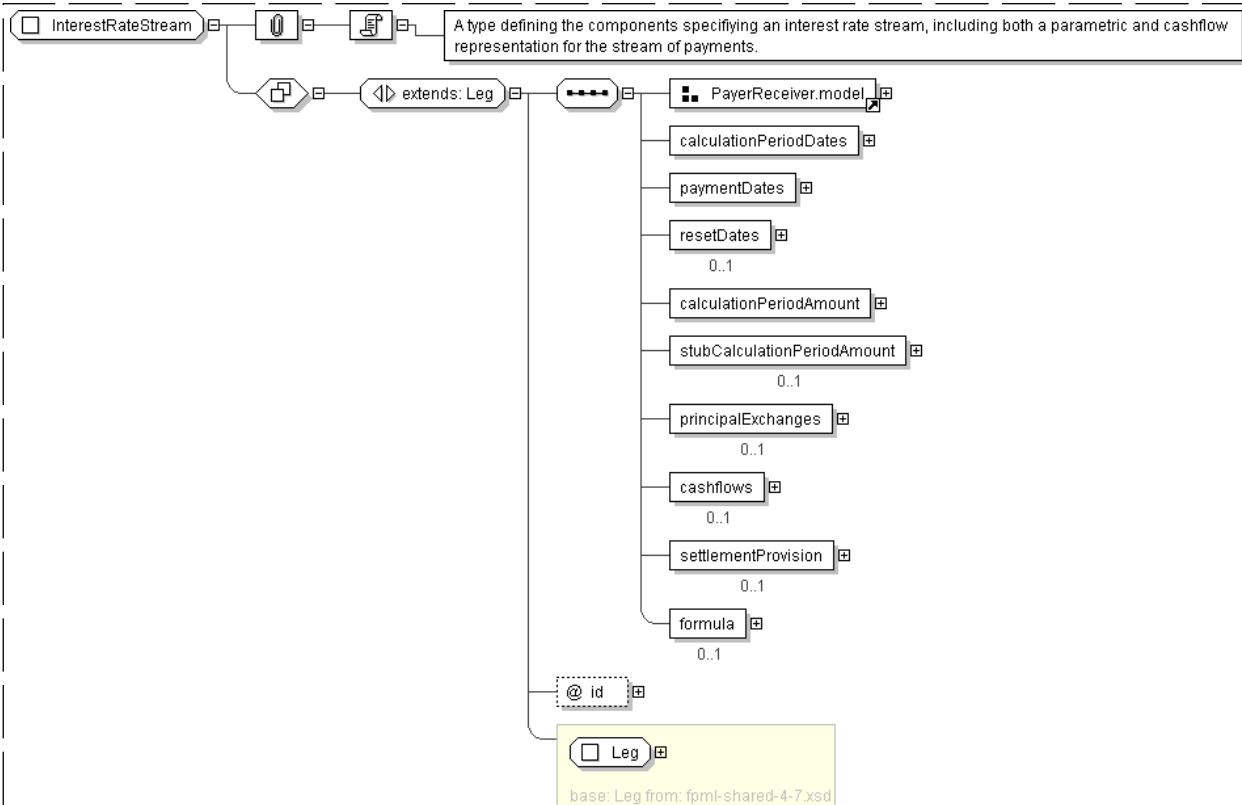 InterestRateStream
A type defining the components specifiying an interest rate stream, including both a parametric and cashflow
representation for the stream of payments.
extends: Leg
PayerReceiver.model
calculationPeriodDates
paymentDates
resetDates
0..1
calculationPeriodAmount
stubCalculationPeriodAmount
0..1
principalExchanges
0..1
cashflows
0..1
settlementProvision
0..1
formula
0..1
@ id
Leg
base: Leg from: fpml-shared-4-7.xsd